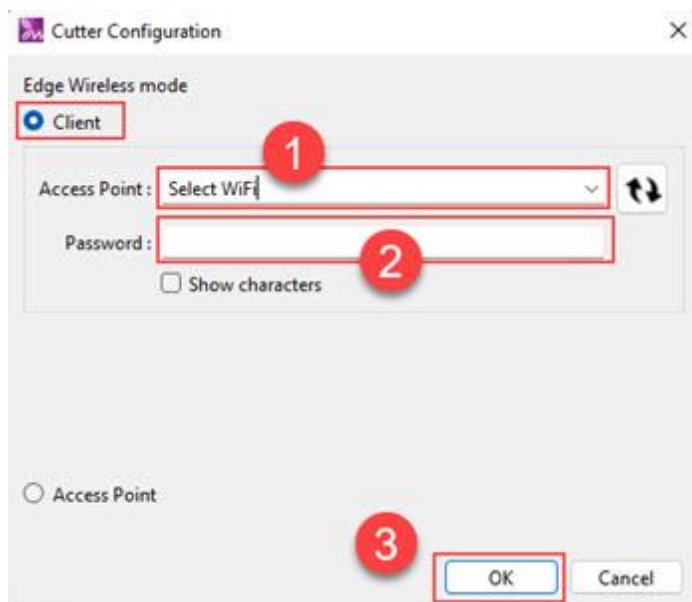 Cutter Configuration
Edge Wireless mode
Client
1
Access Point : Select WiFi
Password :
2
Show characters
Access Point
3
OK Cancel